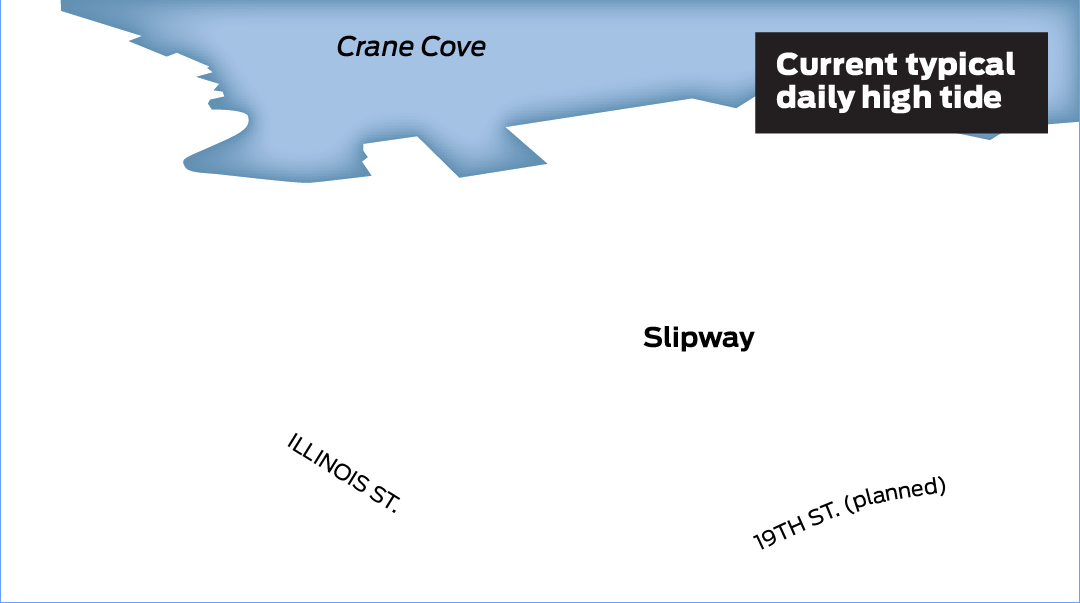 Crane Cove
Current typical
daily high tide
Slipway
ILLINOIS ST.
19TH ST. (planned)